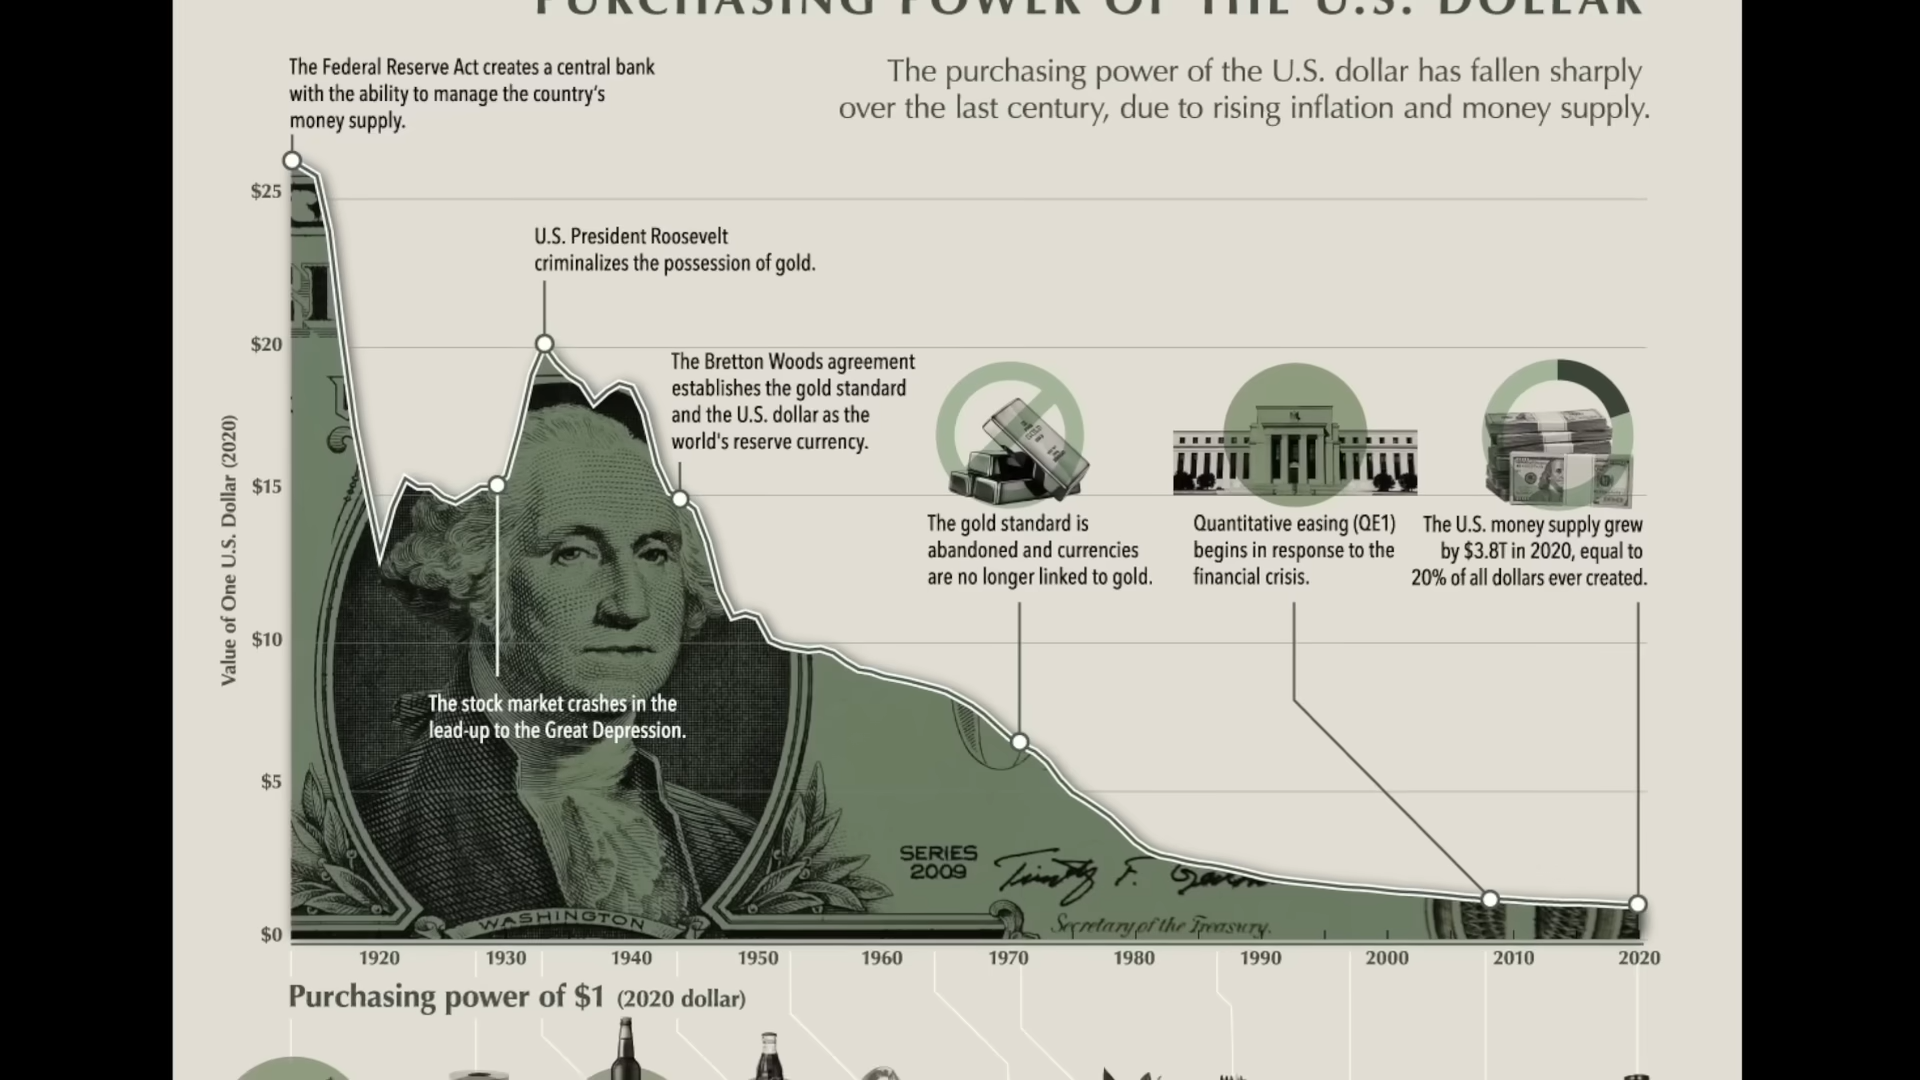 PURCHASING POWER OF THE U.S. DOLLAR
The Federal Reserve Act creates a central bank
with the ability to manage the country's
money supply.
The purchasing power of the U.S. dollar has fallen sharply
over the last century, due to rising inflation and money supply.
$25
U.S. President Roosevelt
criminalizes the possession of gold.
$20
The Bretton Woods agreement
establishes the gold standard
and the U.S. dollar as the
world's reserve currency.
$15
The gold standard is
abandoned and currencies
are no longer linked to gold.
Quantitative easing (QE1)
begins in response to the
financial crisis.
The U.S. money supply grew
by $3.8T in 2020, equal to
20% of all dollars ever created.
Value of One U.S. Dollar (2020)
$10
The stock market crashes in the
lead-up to the Great Depression.
$5
SERIES
2009
WASHINGTON
Secretary of the Treasury.
$0
1920 1930 1940 1950 1960 1970 1980 1990 2000 2010 2020
Purchasing power of $1 (2020 dollar)